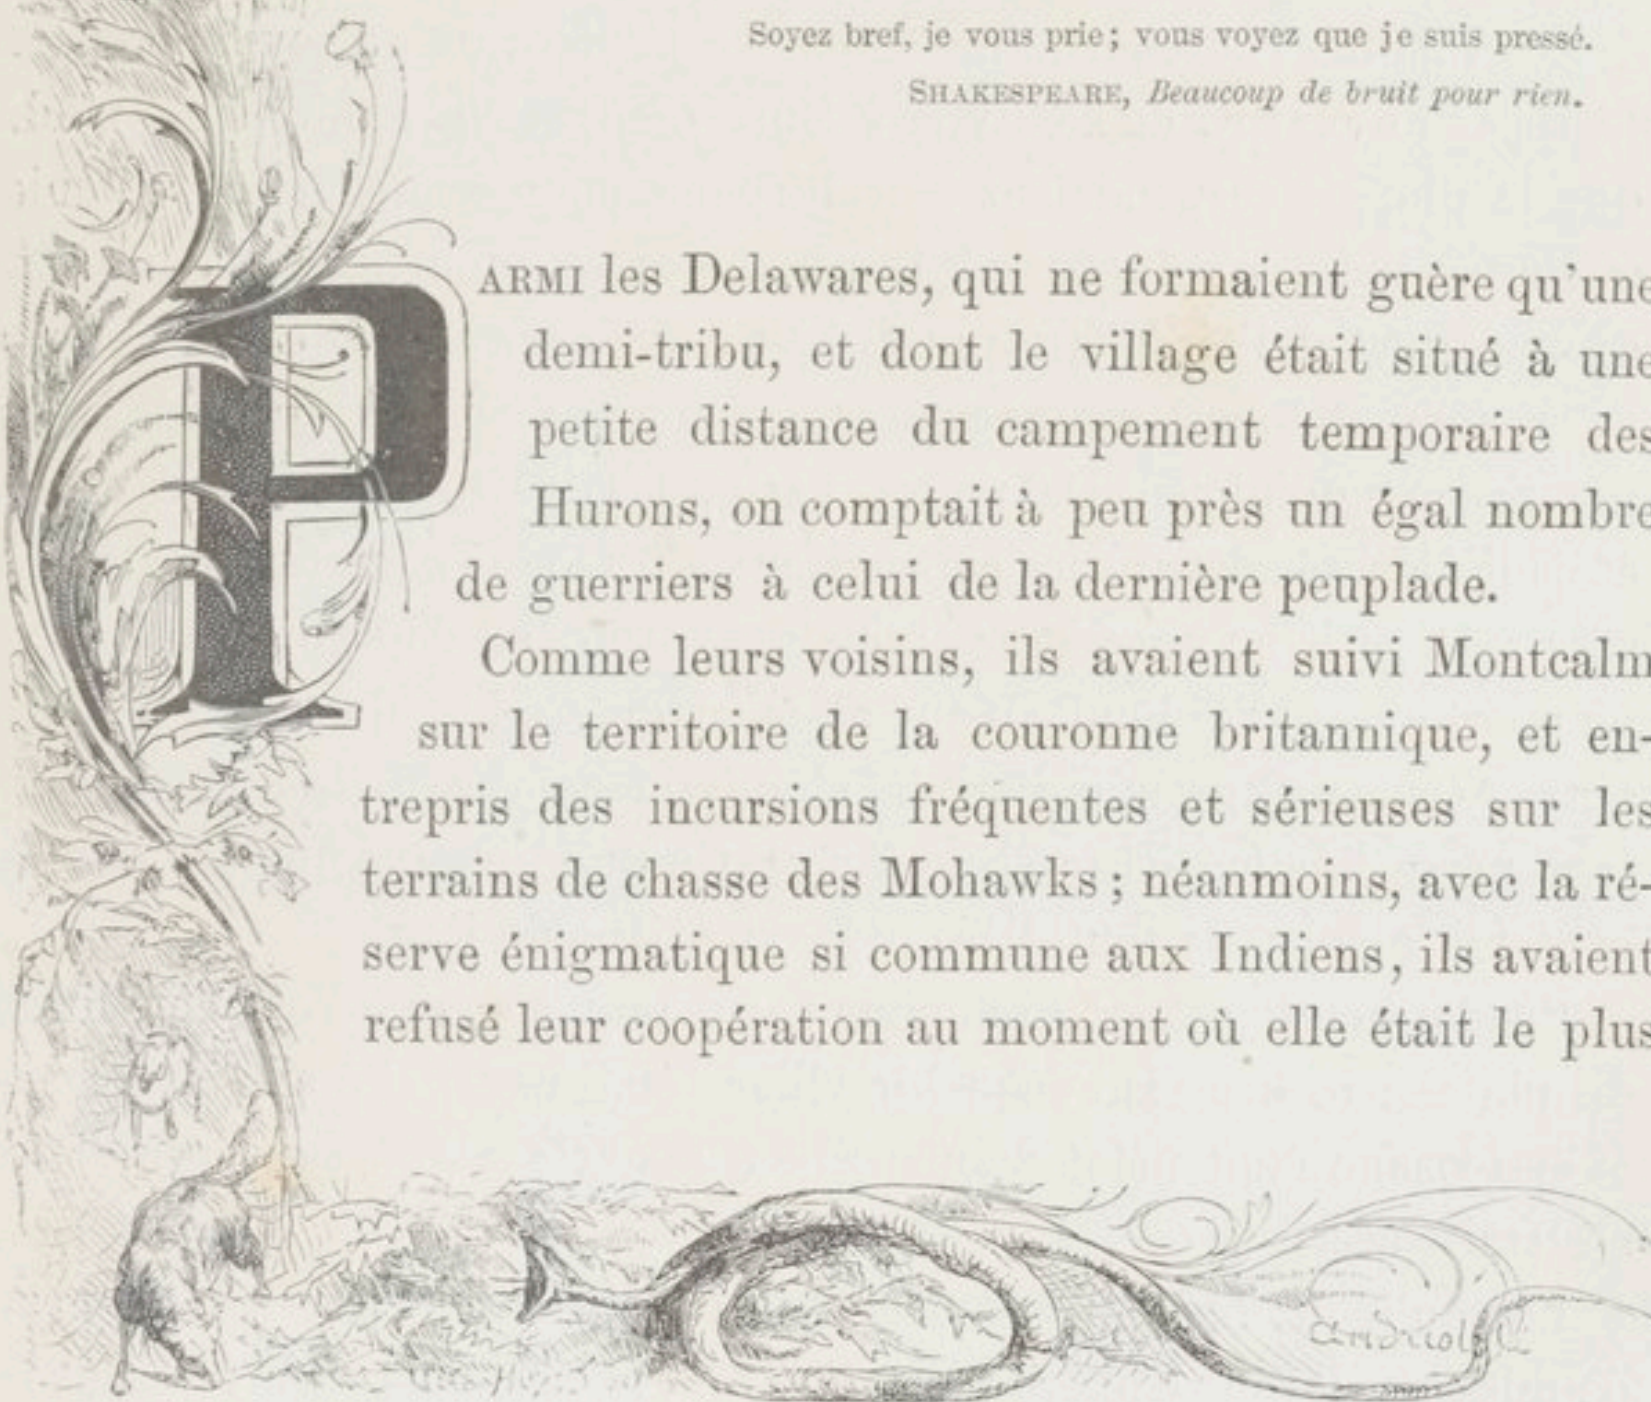 Soyez bref, je vous prie ; vous voyez que je suis pressé.
SHAKESPEARE, Beaucoup de bruit pour rien.
PARMI les Delawares, qui ne formaient guère qu'une
demi-tribu, et dont le village était situé à une
petite distance du campement temporaire des
Hurons, on comptait à peu près un égal nombre
de guerriers à celui de la dernière peuplade.
Comme leurs voisins, ils avaient suivi Montcalm
sur le territoire de la couronne britannique, et en-
trepris des incursions fréquentes et sérieuses sur les
terrains de chasse des Mohawks ; néanmoins, avec la ré-
serve énigmatique si commune aux Indiens, ils avaient
refusé leur coopération au moment où elle était le plus